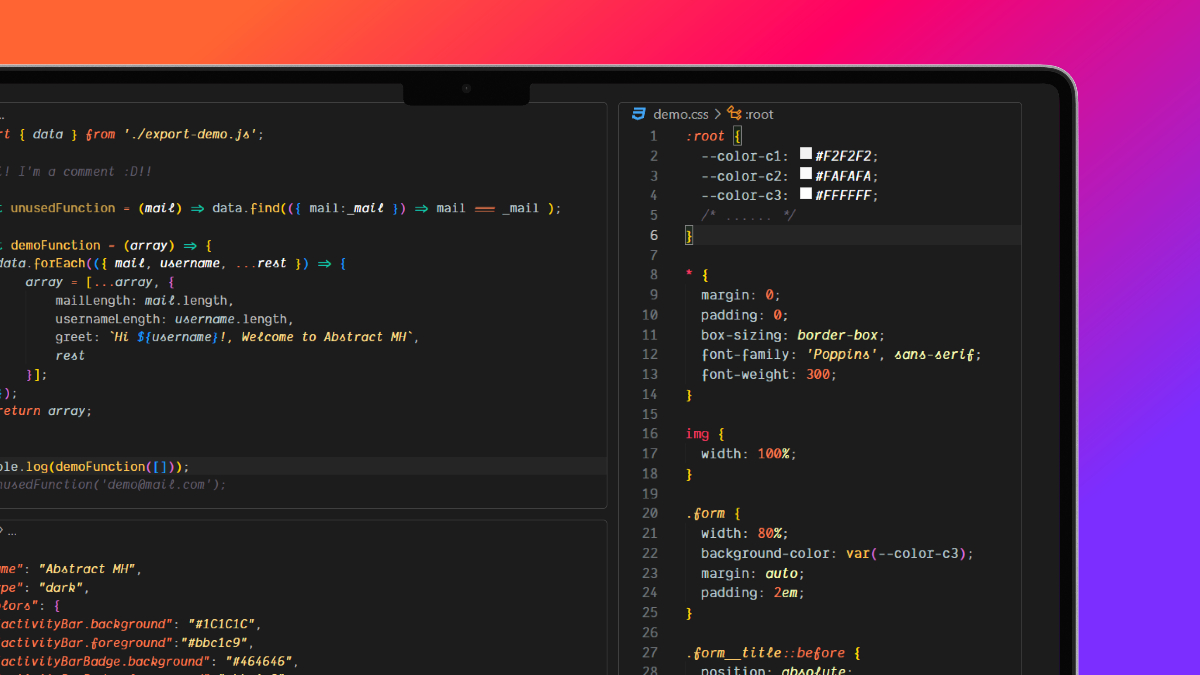 ...
rt { data } from './export-demo.js';
! I'm a comment :D!!
t unusedFunction = (mail) => data.find(({ mail:_mail }) => mail === _mail );
t demoFunction = (array) => {
data.forEach(({ mail, username, ...rest }) => {
array = [...array, {
mailLength: mail.length,
usernameLength: username.length,
greet: `Hi ${username}!, Welcome to Abstract MH`,
rest
}];
});
return array;
ole.log(demoFunction([]));
nusedFunction('demo@mail.com');
> ...
me": "Abstract MH",
pe": "dark",
lors": {
activityBar.background": "#1C1C1C",
activityBar.foreground":"#bbc1c9",
activityBarBadge.background": "#464646",
demo.css > :root
1 :root {
2 --color-c1: #F2F2F2;
3 --color-c2: #FAFAFA;
4 --color-c3: #FFFFFF;
5 /* ...... */
6 }
7
8 * {
9 margin: 0;
10 padding: 0;
11 box-sizing: border-box;
12 font-family: 'Poppins', sans-serif;
13 font-weight: 300;
14 }
15
16 img {
17 width: 100%;
18 }
19
20 .form {
21 width: 80%;
22 background-color: var(--color-c3);
23 margin: auto;
24 padding: 2em;
25 }
26
27 .form__title::before {
28 position: absolute;